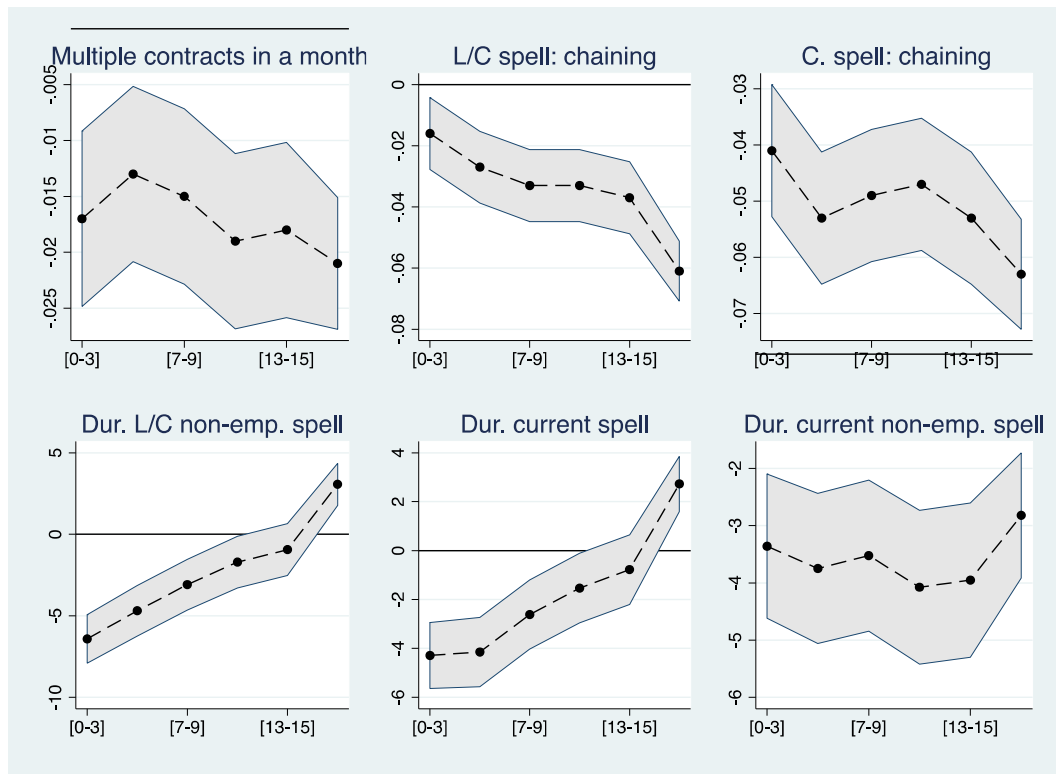 Multiple contracts in a month
-.005
-.01
-.015
-.02
-.025
[0-3] [7-9] [13-15]
L/C spell: chaining
0
-.02
-.04
-.06
-.08
[0-3] [7-9] [13-15]
C. spell: chaining
-.03
-.04
-.05
-.06
-.07
[0-3] [7-9] [13-15]
Dur. L/C non-emp. spell
5
0
-5
-10
[0-3] [7-9] [13-15]
Dur. current spell
4
2
0
-2
-4
-6
[0-3] [7-9] [13-15]
Dur. current non-emp. spell
-2
-3
-4
-5
-6
[0-3] [7-9] [13-15]